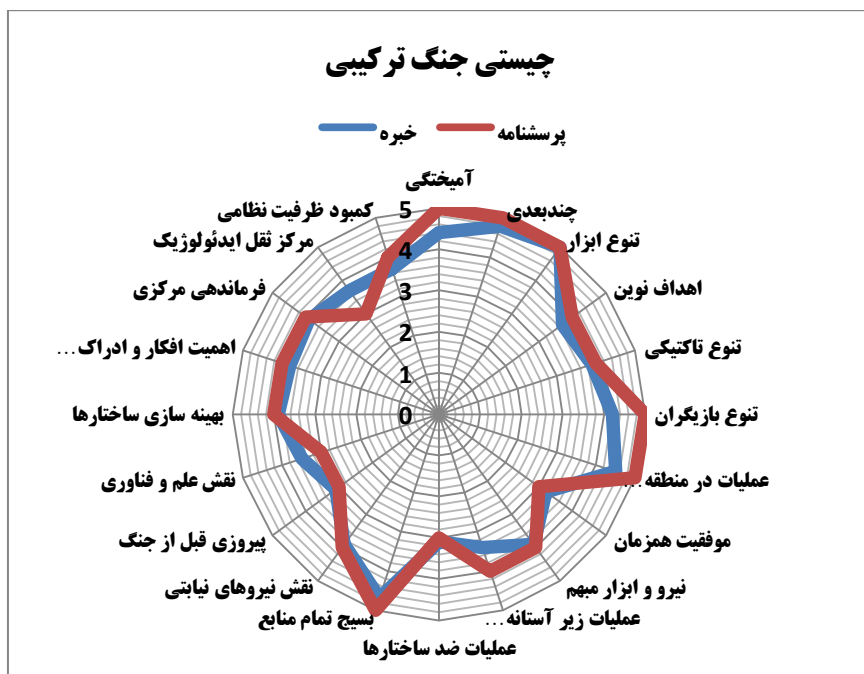 چیستی جنگ ترکیبی
خبره
پرسشنامه
آمیختگی
چندبعدی
تنوع ابزار
اهداف نوین
تنوع تاکتیکی
تنوع بازیگران
عملیات در منطقه...
موفقیت همزمان
نیرو و ابزار مبهم
عملیات زیر آستانه...
عملیات ضد ساختارها
بسیج تمام منابع
نقش نیروهای نیابتی
پیروزی قبل از جنگ
نقش علم و فناوری
بهینه سازی ساختارها
اهمیت افکار و ادراک...
فرماندهی مرکزی
مرکز ثقل ایدئولوژیک
کمبود ظرفیت نظامی
5
4
3
2
1
0